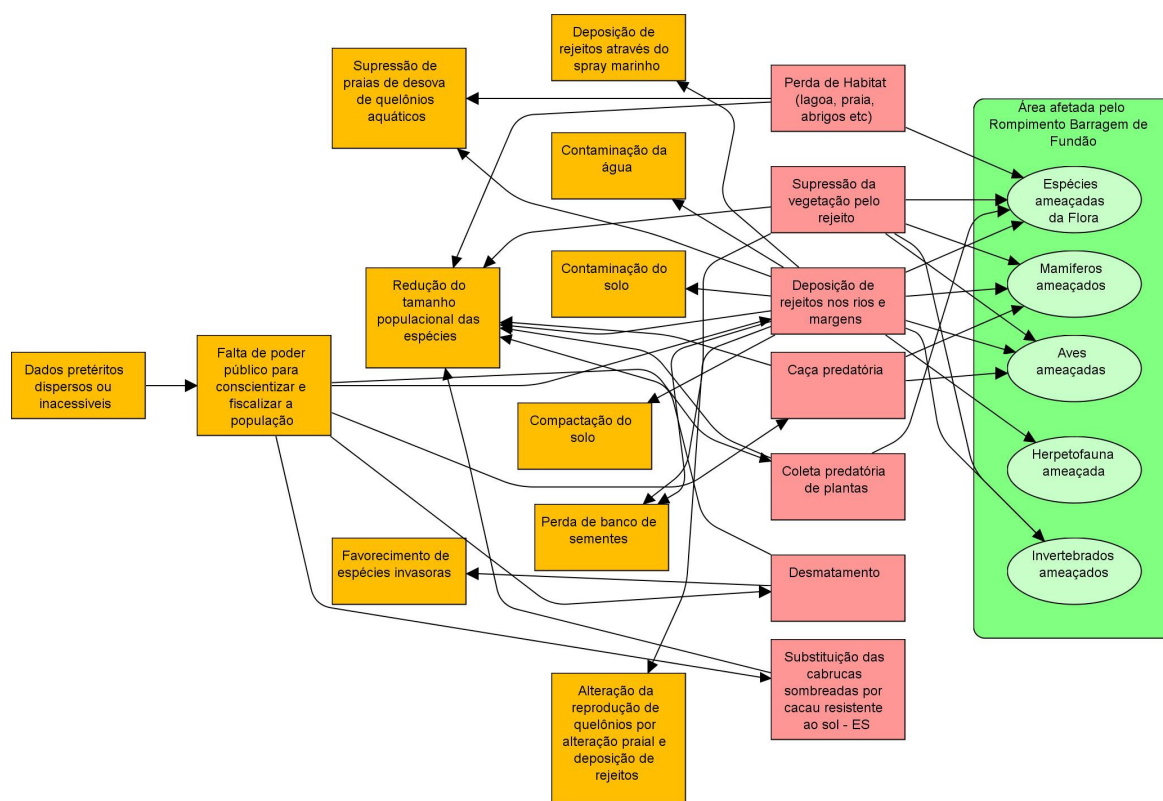 Deposição de
rejeitos através do
spray marinho
Supressão de
praias de desova
de quelônios
aquáticos
Perda de Habitat
(lagoa, praia,
abrigos etc)
Área afetada pelo
Rompimento Barragem de
Fundão
Contaminação da
água
Supressão da
vegetação pelo
rejeito
Espécies
ameaçadas
da Flora
Contaminação do
solo
Redução do
tamanho
populacional das
espécies
Deposição de
rejeitos nos rios e
margens
Mamíferos
ameaçados
Dados pretéritos
dispersos ou
inacessiveis
Falta de poder
público para
conscientizar e
fiscalizar a
população
Caça predatória
Aves
ameaçadas
Compactação do
solo
Coleta predatória
de plantas
Herpetofauna
ameaçada
Perda de banco de
sementes
Favorecimento de
espécies invasoras
Desmatamento
Invertebrados
ameaçados
Alteração da
reprodução de
quelônios por
alteração praial e
deposição de
rejeitos
Substituição das
cabrucas
sombreadas por
cacau resistente
ao sol - ES